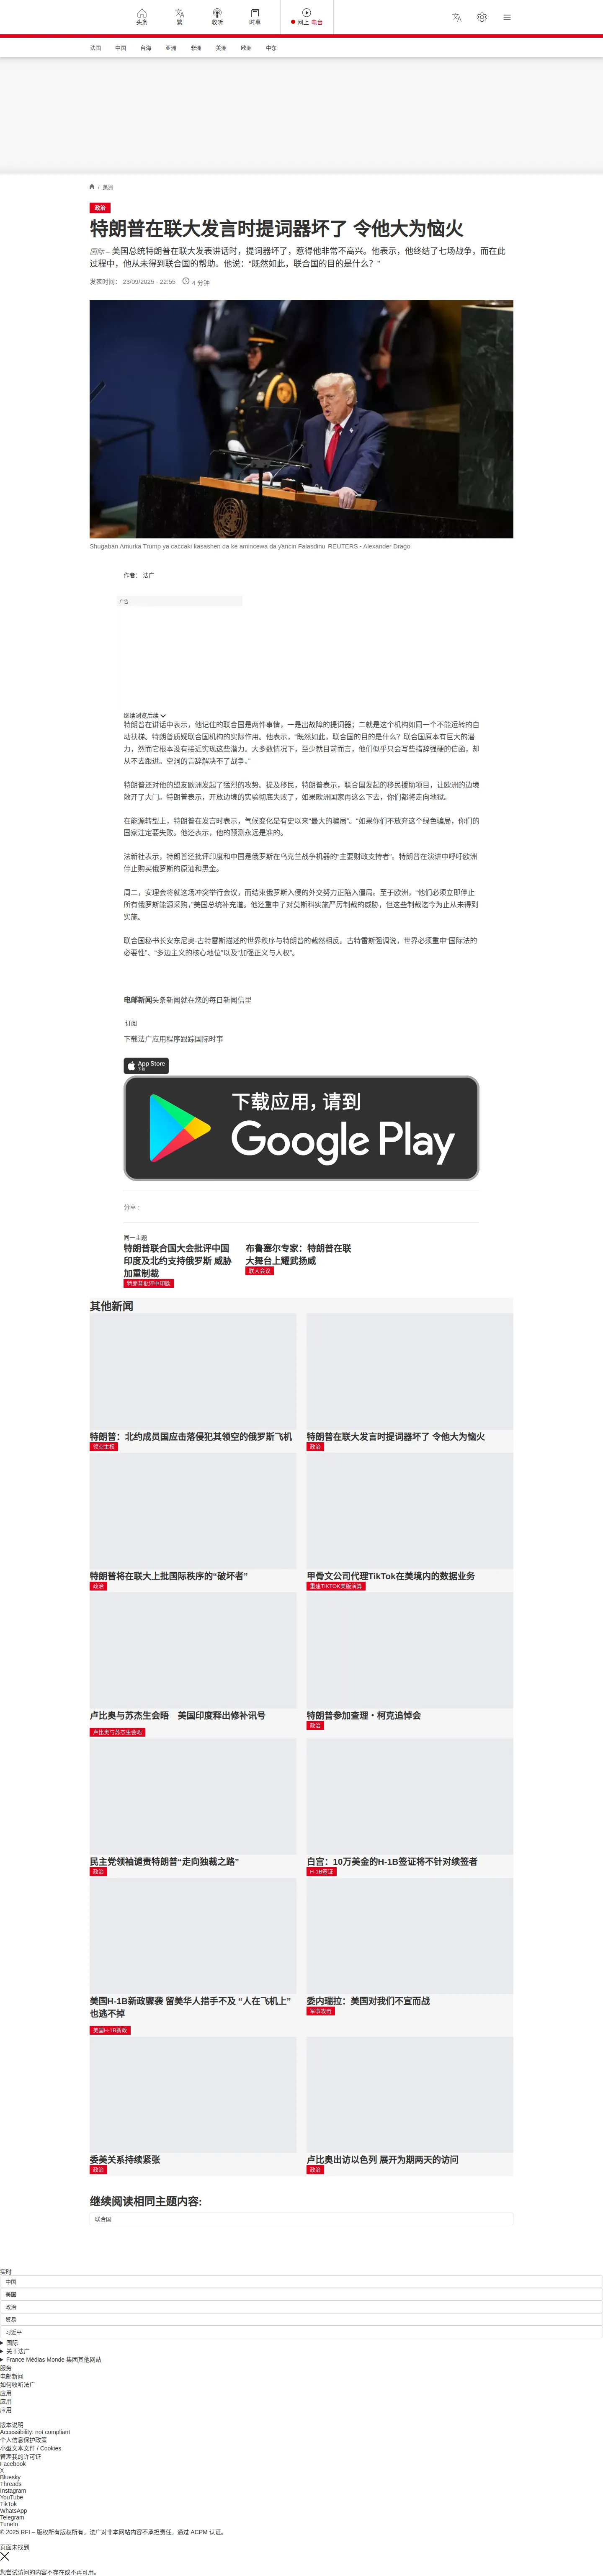 头条
繁
收听
时事
网上 电台
法国 中国 台海 亚洲 非洲 美洲 欧洲 中东
/ 美洲
政治
特朗普在联大发言时提词器坏了 令他大为恼火
国际 – 美国总统特朗普在联大发表讲话时，提词器坏了，惹得他非常不高兴。他表示，他终结了七场战争，而在此
过程中，他从未得到联合国的帮助。他说：“既然如此，联合国的目的是什么？”
发表时间： 23/09/2025 - 22:55 4 分钟
Shugaban Amurka Trump ya caccaki ƙasashen da ke amincewa da ƴancin Falasɗinu REUTERS - Alexander Drago
作者： 法广
广告
继续浏览后续
特朗普在讲话中表示，他记住的联合国是两件事情，一是出故障的提词器；二就是这个机构如同一个不能运转的自
动扶梯。特朗普质疑联合国机构的实际作用。他表示，“既然如此，联合国的目的是什么？联合国原本有巨大的潜
力，然而它根本没有接近实现这些潜力。大多数情况下，至少就目前而言，他们似乎只会写些措辞强硬的信函，却
从不去跟进。空洞的言辞解决不了战争。”
特朗普还对他的盟友欧洲发起了猛烈的攻势。提及移民，特朗普表示，联合国发起的移民援助项目，让欧洲的边境
敞开了大门。特朗普表示，开放边境的实验彻底失败了，如果欧洲国家再这么下去，你们都将走向地狱。
在能源转型上，特朗普在发言时表示，气候变化是有史以来“最大的骗局”。“如果你们不放弃这个绿色骗局，你们的
国家注定要失败。他还表示，他的预测永远是准的。
法新社表示，特朗普还批评印度和中国是俄罗斯在乌克兰战争机器的“主要财政支持者”。特朗普在演讲中呼吁欧洲
停止购买俄罗斯的原油和黑金。
周二，安理会将就这场冲突举行会议，而结束俄罗斯入侵的外交努力正陷入僵局。至于欧洲，“他们必须立即停止
所有俄罗斯能源采购，”美国总统补充道。他还重申了对莫斯科实施严厉制裁的威胁，但这些制裁迄今为止从未得到
实施。
联合国秘书长安东尼奥·古特雷斯描述的世界秩序与特朗普的截然相反。古特雷斯强调说，世界必须重申“国际法的
必要性”、“多边主义的核心地位”以及“加强正义与人权”。
电邮新闻头条新闻就在您的每日新闻信里
订阅
下载法广应用程序跟踪国际时事
App Store
下载
下载应用，请到
Google Play
分享 :
同一主题
特朗普联合国大会批评中国
印度及北约支持俄罗斯 威胁
加重制裁
特朗普批评中印欧
布鲁塞尔专家：特朗普在联
大舞台上耀武扬威
联大会议
其他新闻
特朗普：北约成员国应击落侵犯其领空的俄罗斯飞机
领空主权
特朗普在联大发言时提词器坏了 令他大为恼火
政治
特朗普将在联大上批国际秩序的“破坏者”
政治
甲骨文公司代理TikTok在美境内的数据业务
重建TIKTOK美版演算
卢比奥与苏杰生会晤　美国印度释出修补讯号
卢比奥与苏杰生会晤
特朗普参加查理・柯克追悼会
政治
民主党领袖谴责特朗普“走向独裁之路”
政治
白宫：10万美金的H-1B签证将不针对续签者
H-1B签证
美国H-1B新政骤袭 留美华人措手不及 “人在飞机上”
也逃不掉
美国H-1B新政
委内瑞拉：美国对我们不宣而战
军事攻击
委美关系持续紧张
政治
卢比奥出访以色列 展开为期两天的访问
政治
继续阅读相同主题内容:
联合国
实时
中国
美国
政治
贸易
习近平
国际
关于法广
France Médias Monde 集团其他网站
服务
电邮新闻
如何收听法广
应用
应用
应用
版本说明
Accessibility: not compliant
个人信息保护政策
小型文本文件 / Cookies
管理我的许可证
Facebook
X
Bluesky
Threads
Instagram
YouTube
TikTok
WhatsApp
Telegram
TuneIn
© 2025 RFI – 版权所有版权所有。法广对非本网站内容不承担责任。通过 ACPM 认证。
页面未找到
您尝试访问的内容不存在或不再可用。